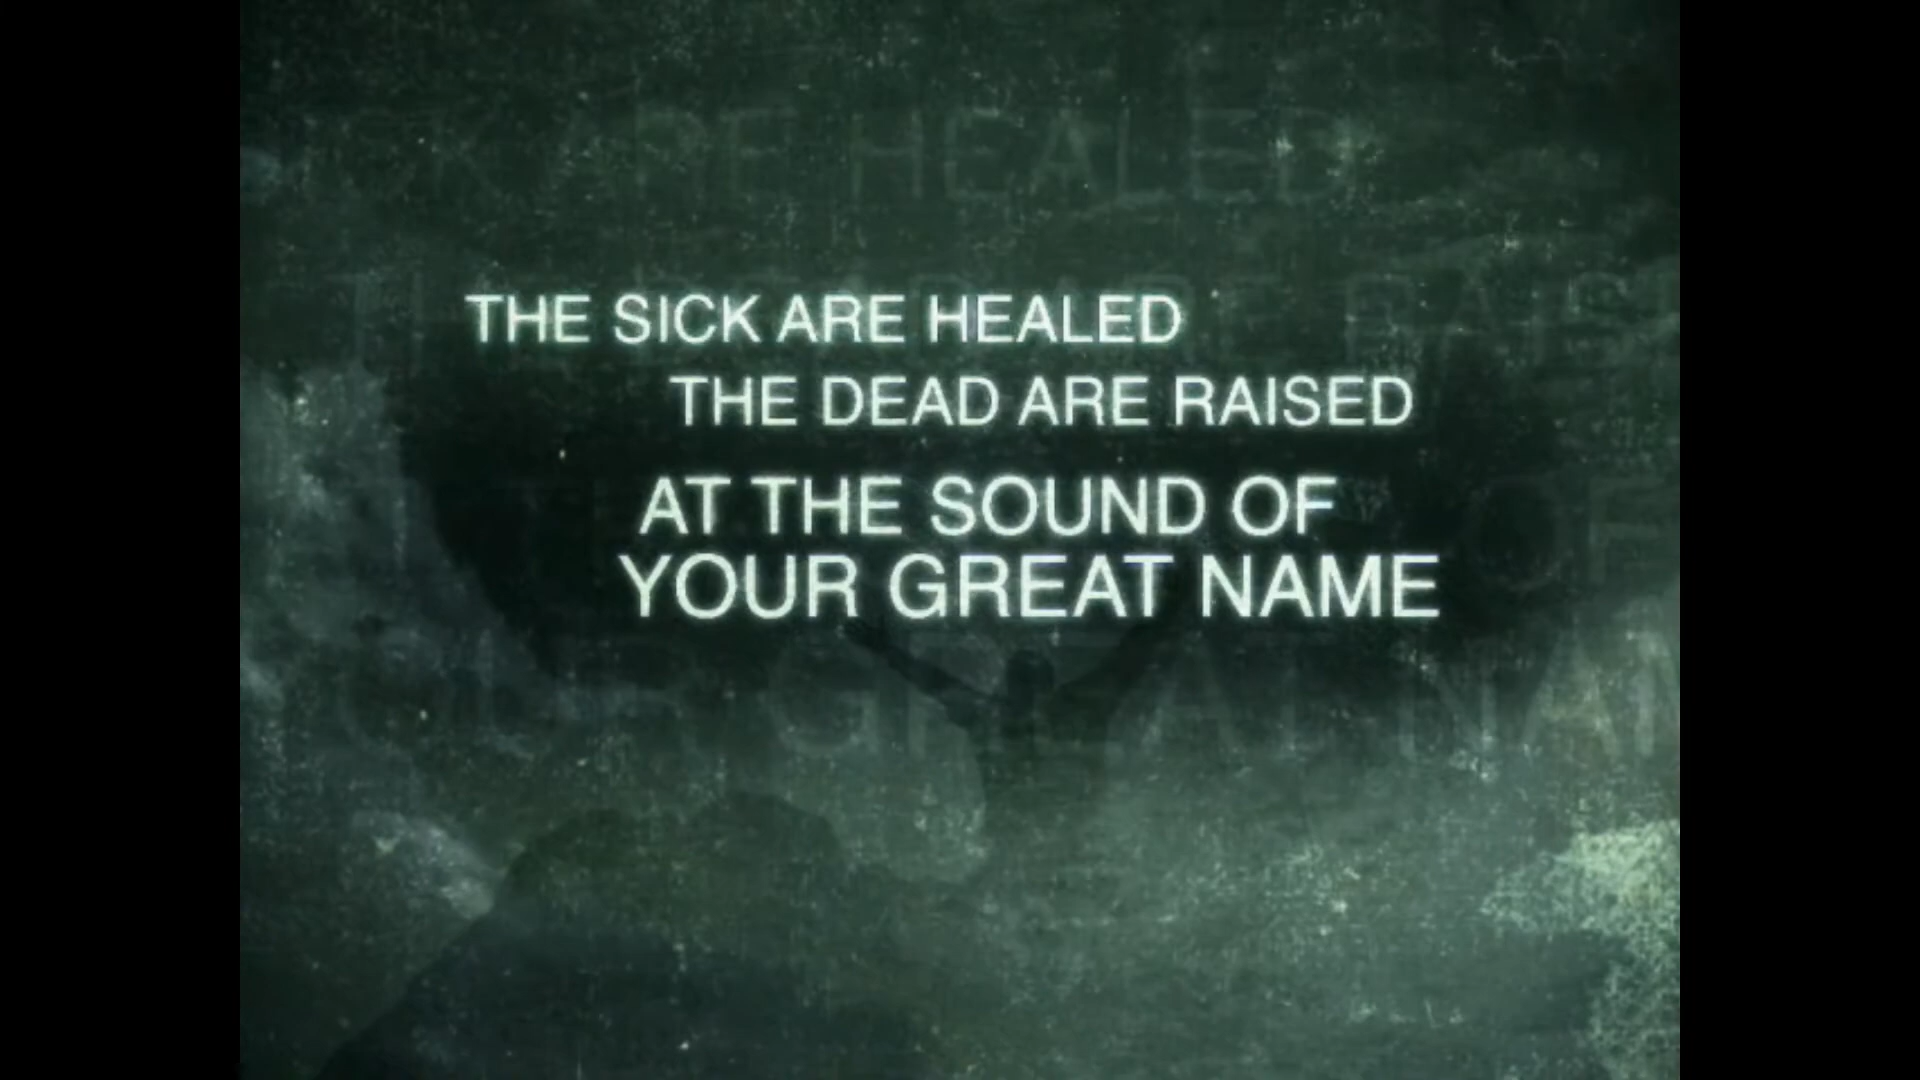 THE SICK ARE HEALED
THE DEAD ARE RAISED
AT THE SOUND OF
YOUR GREAT NAME